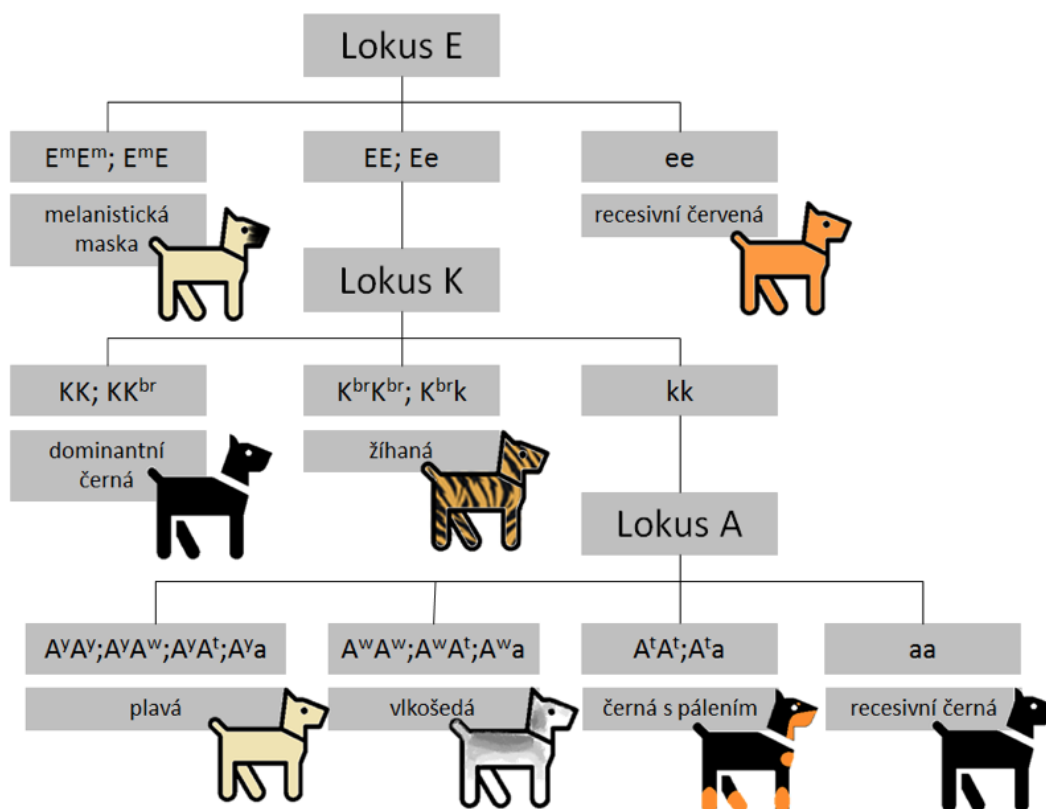 Lokus E
EᵐEᵐ; EᵐE
EE; Ee
ee
melanistická
maska
recesivní červená
Lokus K
KK; KKᵇʳ
KᵇʳKᵇʳ; Kᵇʳk
kk
dominantní
černá
žíhaná
Lokus A
AʸAʸ;AʸAʷ;AʸAᵗ;Aʸa
AʷAʷ;AʷAᵗ;Aʷa
AᵗAᵗ;Aᵗa
aa
plavá
vlkošedá
černá s pálením
recesivní černá